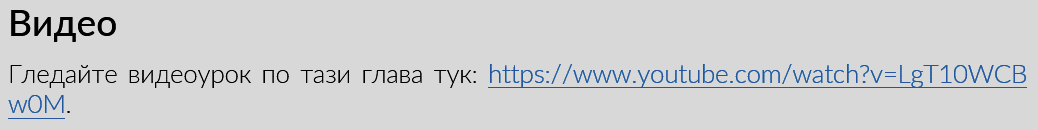 Видео
Гледайте видеоурок по тази глава тук: https://www.youtube.com/watch?v=LgT10WCB
w0M.